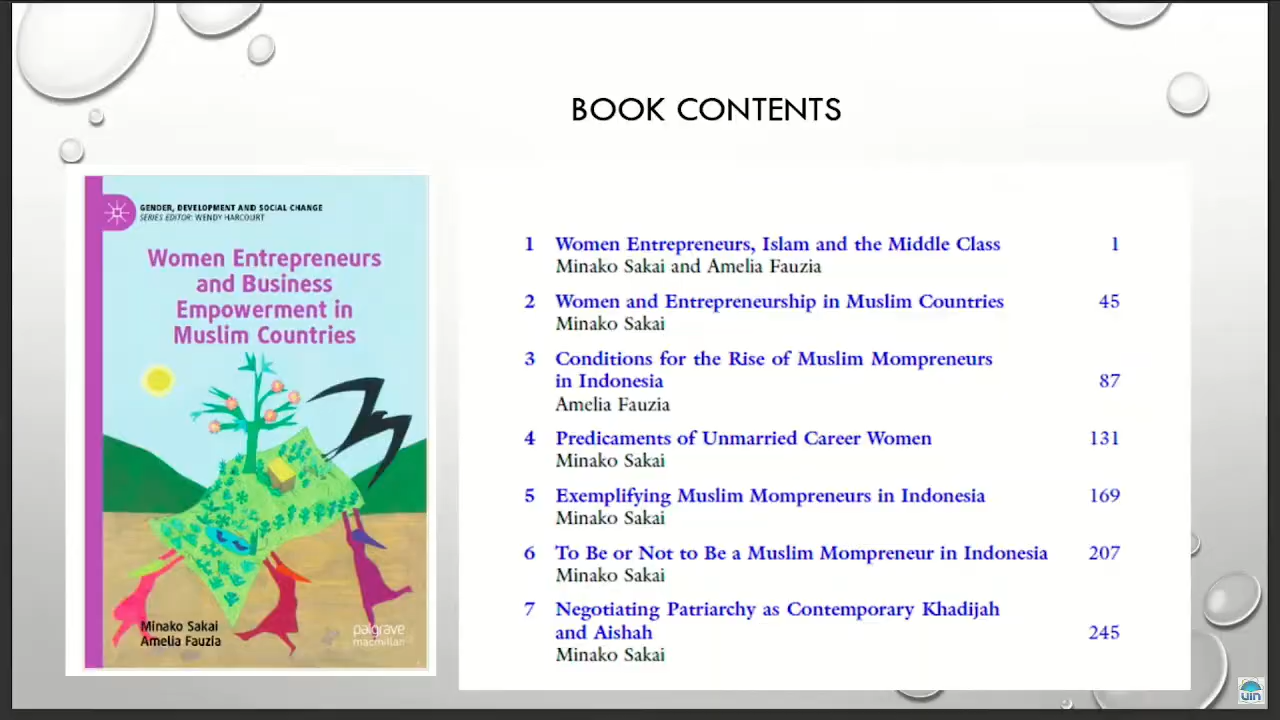 BOOK CONTENTS
GENDER, DEVELOPMENT AND SOCIAL CHANGE
SERIES EDITOR: WENDY HARCOURT
Women Entrepreneurs
and Business
Empowerment in
Muslim Countries
Minako Sakai
Amelia Fauzia
palgrave
macmillan
1 Women Entrepreneurs, Islam and the Middle Class 1
Minako Sakai and Amelia Fauzia
2 Women and Entrepreneurship in Muslim Countries 45
Minako Sakai
3 Conditions for the Rise of Muslim Mompreneurs
in Indonesia 87
Amelia Fauzia
4 Predicaments of Unmarried Career Women 131
Minako Sakai
5 Exemplifying Muslim Mompreneurs in Indonesia 169
Minako Sakai
6 To Be or Not to Be a Muslim Mompreneur in Indonesia 207
Minako Sakai
7 Negotiating Patriarchy as Contemporary Khadijah
and Aishah 245
Minako Sakai
uin